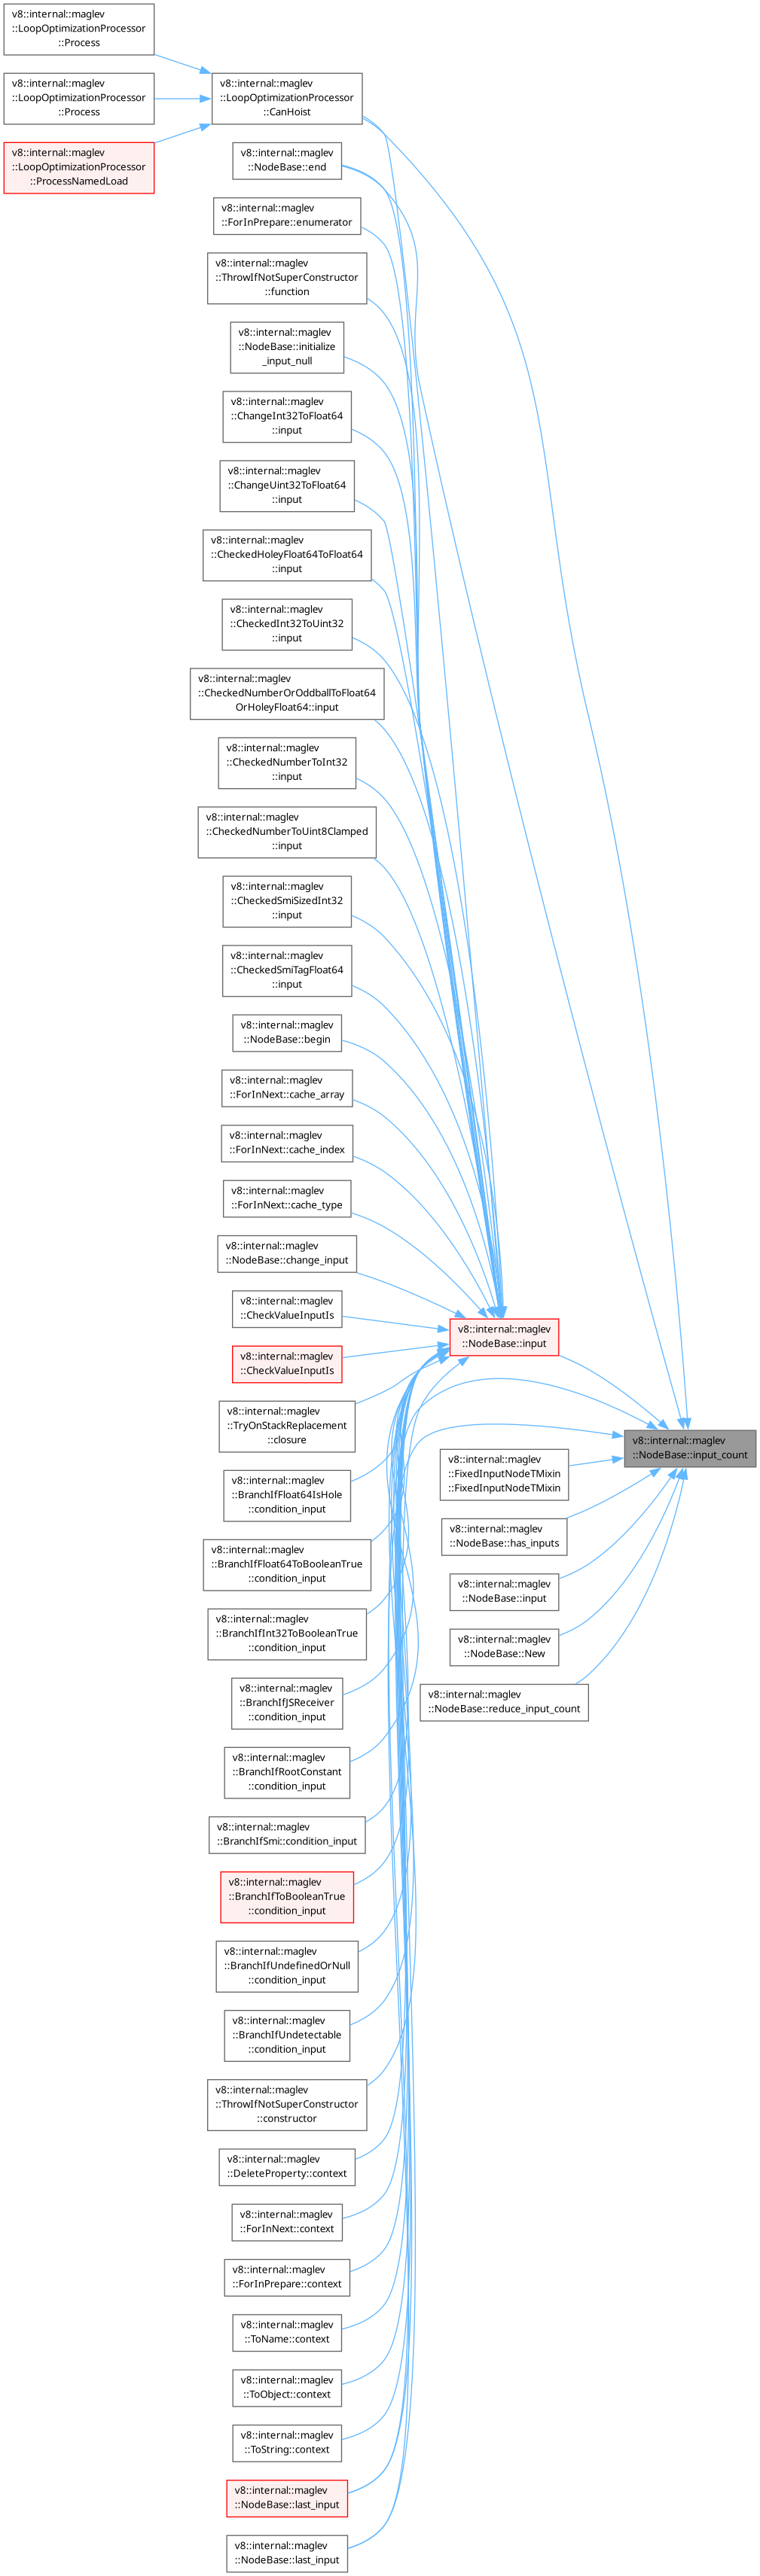 v8::internal::maglev
::LoopOptimizationProcessor
::Process
v8::internal::maglev
::LoopOptimizationProcessor
::Process
v8::internal::maglev
::LoopOptimizationProcessor
::ProcessNamedLoad
v8::internal::maglev
::LoopOptimizationProcessor
::CanHoist
v8::internal::maglev
::NodeBase::end
v8::internal::maglev
::ForInPrepare::enumerator
v8::internal::maglev
::ThrowIfNotSuperConstructor
::function
v8::internal::maglev
::NodeBase::initialize
_input_null
v8::internal::maglev
::ChangeInt32ToFloat64
::input
v8::internal::maglev
::ChangeUint32ToFloat64
::input
v8::internal::maglev
::CheckedHoleyFloat64ToFloat64
::input
v8::internal::maglev
::CheckedInt32ToUint32
::input
v8::internal::maglev
::CheckedNumberOrOddballToFloat64
OrHoleyFloat64::input
v8::internal::maglev
::CheckedNumberToInt32
::input
v8::internal::maglev
::CheckedNumberToUint8Clamped
::input
v8::internal::maglev
::CheckedSmiSizedInt32
::input
v8::internal::maglev
::CheckedSmiTagFloat64
::input
v8::internal::maglev
::NodeBase::begin
v8::internal::maglev
::ForInNext::cache_array
v8::internal::maglev
::ForInNext::cache_index
v8::internal::maglev
::ForInNext::cache_type
v8::internal::maglev
::NodeBase::change_input
v8::internal::maglev
::CheckValueInputIs
v8::internal::maglev
::CheckValueInputIs
v8::internal::maglev
::TryOnStackReplacement
::closure
v8::internal::maglev
::BranchIfFloat64IsHole
::condition_input
v8::internal::maglev
::BranchIfFloat64ToBooleanTrue
::condition_input
v8::internal::maglev
::BranchIfInt32ToBooleanTrue
::condition_input
v8::internal::maglev
::BranchIfJSReceiver
::condition_input
v8::internal::maglev
::BranchIfRootConstant
::condition_input
v8::internal::maglev
::BranchIfSmi::condition_input
v8::internal::maglev
::BranchIfToBooleanTrue
::condition_input
v8::internal::maglev
::BranchIfUndefinedOrNull
::condition_input
v8::internal::maglev
::BranchIfUndetectable
::condition_input
v8::internal::maglev
::ThrowIfNotSuperConstructor
::constructor
v8::internal::maglev
::DeleteProperty::context
v8::internal::maglev
::ForInNext::context
v8::internal::maglev
::ForInPrepare::context
v8::internal::maglev
::ToName::context
v8::internal::maglev
::ToObject::context
v8::internal::maglev
::ToString::context
v8::internal::maglev
::NodeBase::last_input
v8::internal::maglev
::NodeBase::last_input
v8::internal::maglev
::NodeBase::input
v8::internal::maglev
::FixedInputNodeTMixin
::FixedInputNodeTMixin
v8::internal::maglev
::NodeBase::has_inputs
v8::internal::maglev
::NodeBase::input
v8::internal::maglev
::NodeBase::New
v8::internal::maglev
::NodeBase::reduce_input_count
v8::internal::maglev
::NodeBase::input_count